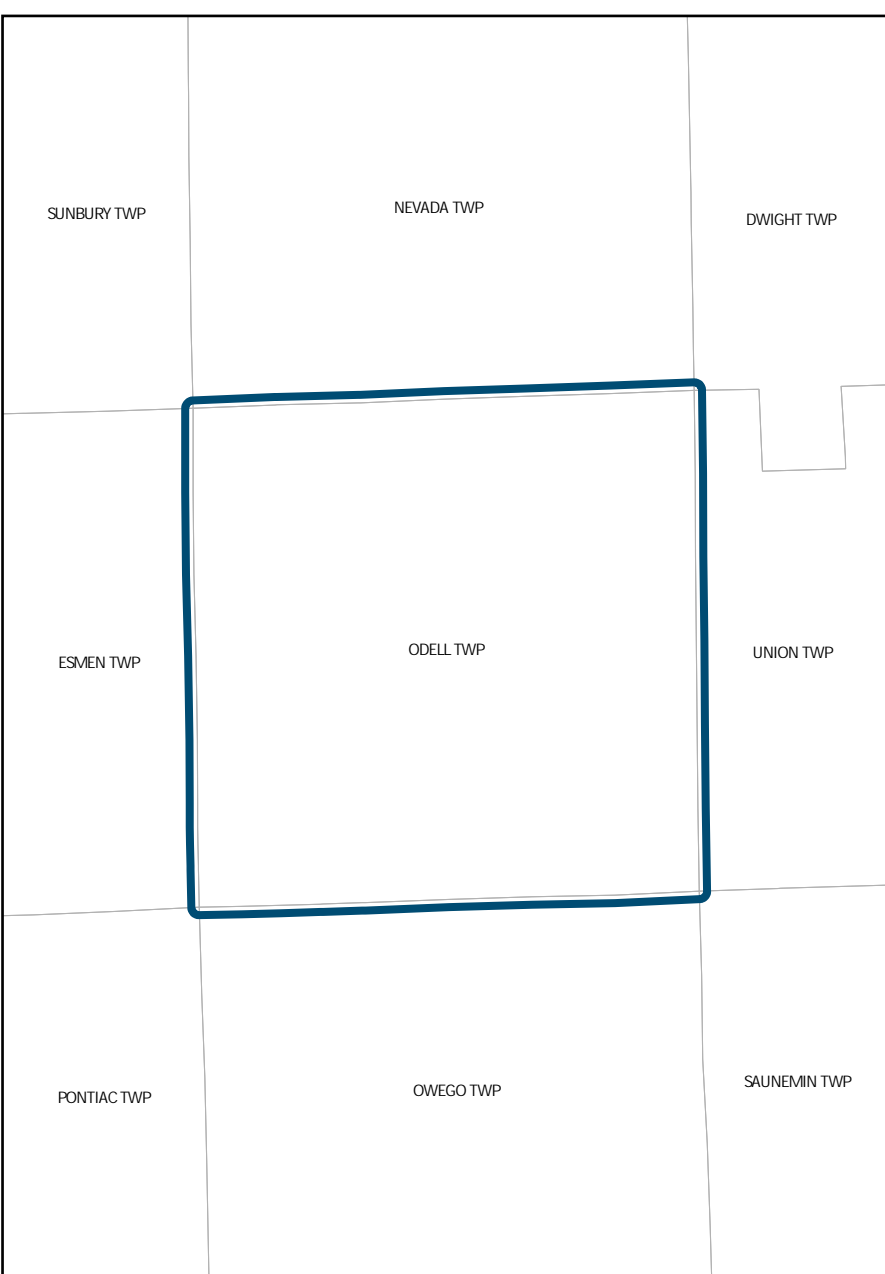 SUNBURY TWP
NEVADA TWP
DWIGHT TWP
ESMEN TWP
ODELL TWP
UNION TWP
PONTIAC TWP
OWEGO TWP
SAUNEMIN TWP